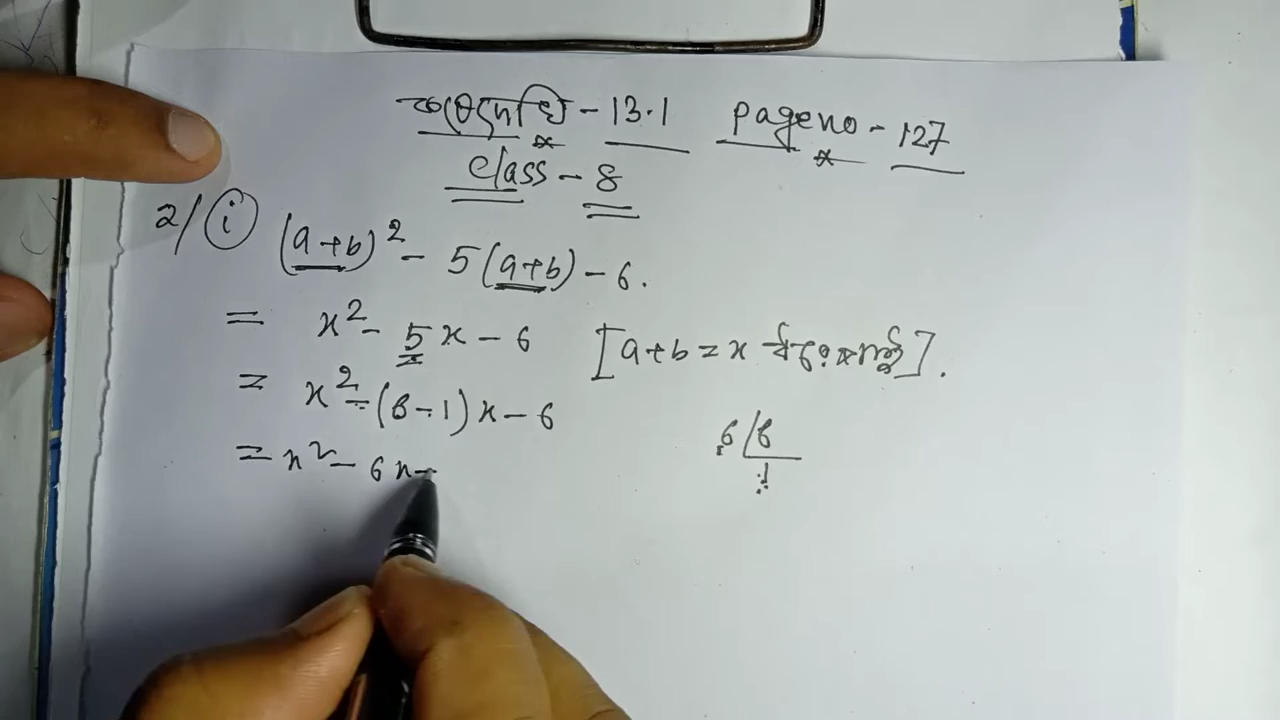 কষে দেখি - 13.1 page no - 127
class - 8
2/ (i) (a+b)² - 5(a+b) - 6.
= x² - 5x - 6 [a+b = x ধরে পাই].
= x² - (6-1)x - 6
6/6
1
= x² - 6x -